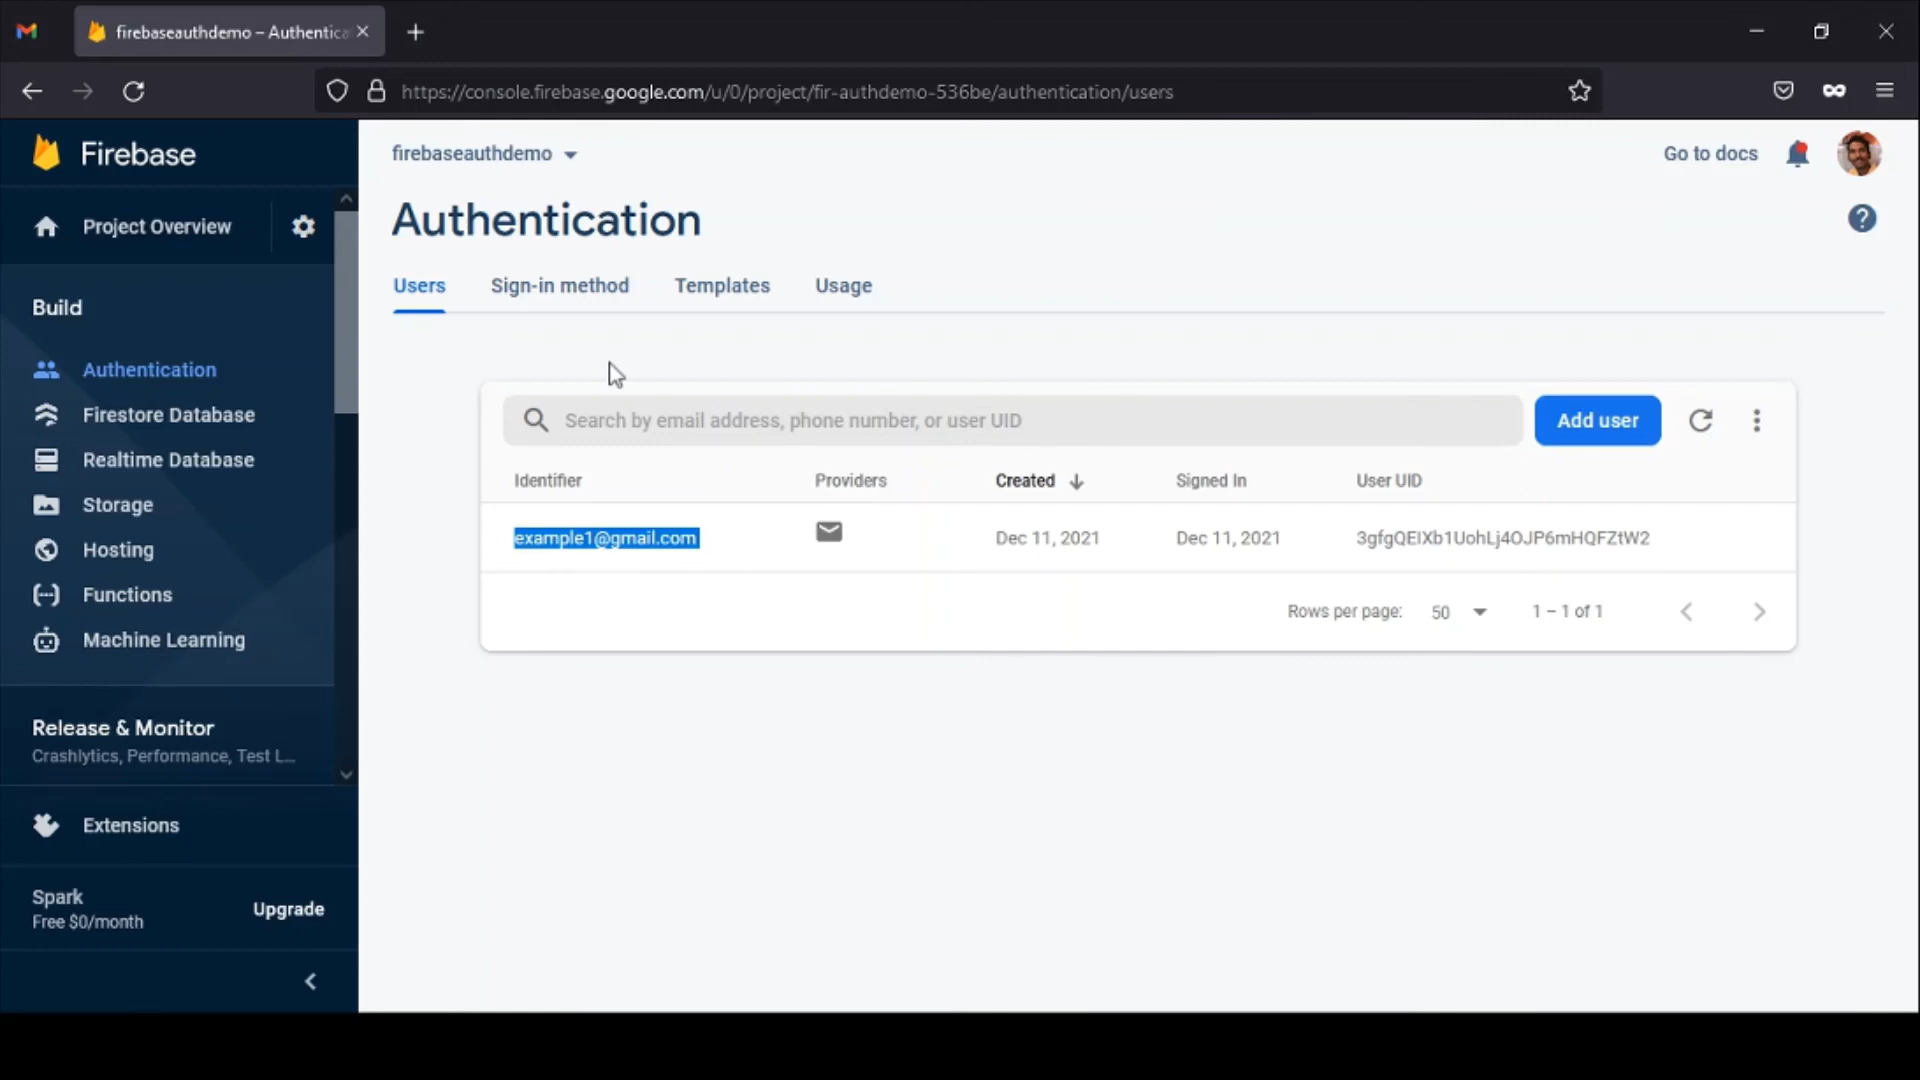 firebaseauthdemo – Authentica
https://console.firebase.google.com/u/0/project/fir-authdemo-536be/authentication/users
Firebase
firebaseauthdemo
Go to docs
Project Overview
Authentication
Users Sign-in method Templates Usage
Build
Authentication
Firestore Database
Realtime Database
Storage
Hosting
Functions
Machine Learning
Search by email address, phone number, or user UID
Add user
Identifier Providers Created Signed In User UID
example1@gmail.com Dec 11, 2021 Dec 11, 2021 3gfgQEIXb1UohLj4OJP6mHQFZtW2
Rows per page: 50 1 – 1 of 1
Release & Monitor
Crashlytics, Performance, Test L...
Extensions
Spark
Free $0/month
Upgrade